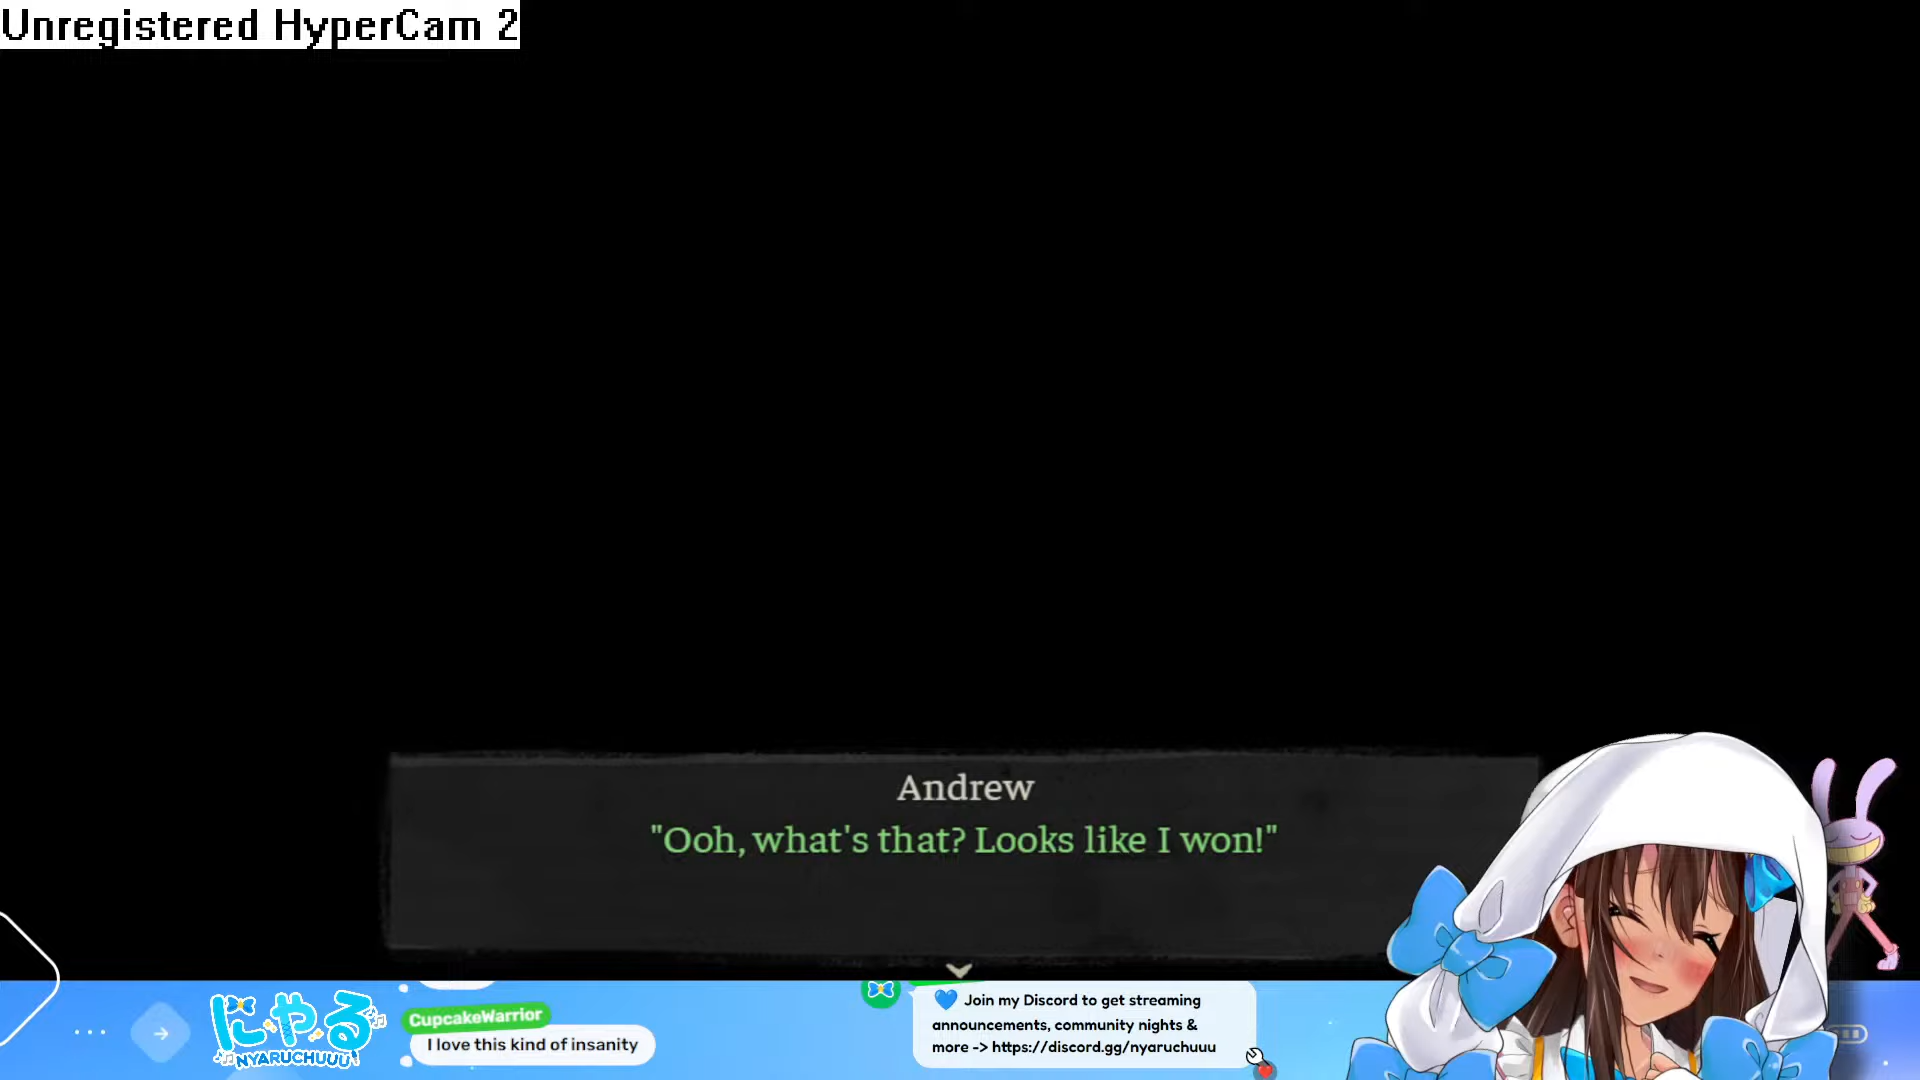 Unregistered HyperCam 2
Andrew
"Ooh, what's that? Looks like I won!"
にゃる
NYARUCHUUU
CupcakeWarrior
I love this kind of insanity
💙 Join my Discord to get streaming
announcements, community nights &
more -> https://discord.gg/nyaruchuuu